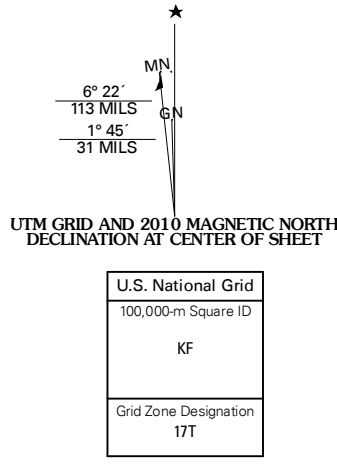 ★
MN.
6° 22´
113 MILS
GN
1° 45´
31 MILS
UTM GRID AND 2010 MAGNETIC NORTH
DECLINATION AT CENTER OF SHEET
U.S. National Grid
100,000-m Square ID
KF
Grid Zone Designation
17T